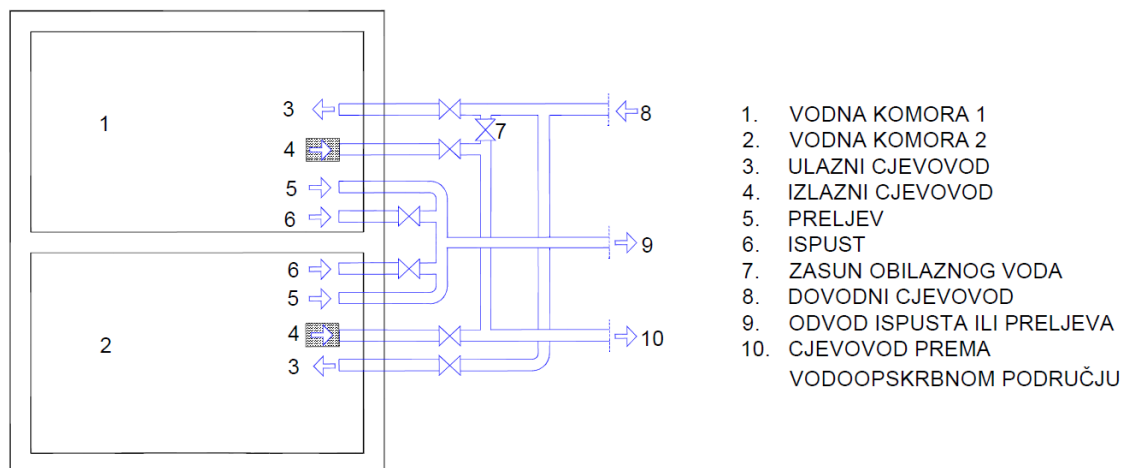 1
3
8
7
4
5
6
9
6
5
4
10
2
3
1. VODNA KOMORA 1
2. VODNA KOMORA 2
3. ULAZNI CJEVOVOD
4. IZLAZNI CJEVOVOD
5. PRELJEV
6. ISPUST
7. ZASUN OBILAZNOG VODA
8. DOVODNI CJEVOVOD
9. ODVOD ISPUSTA ILI PRELJEVA
10. CJEVOVOD PREMA
VODOOPSKRBNOM PODRUČJU